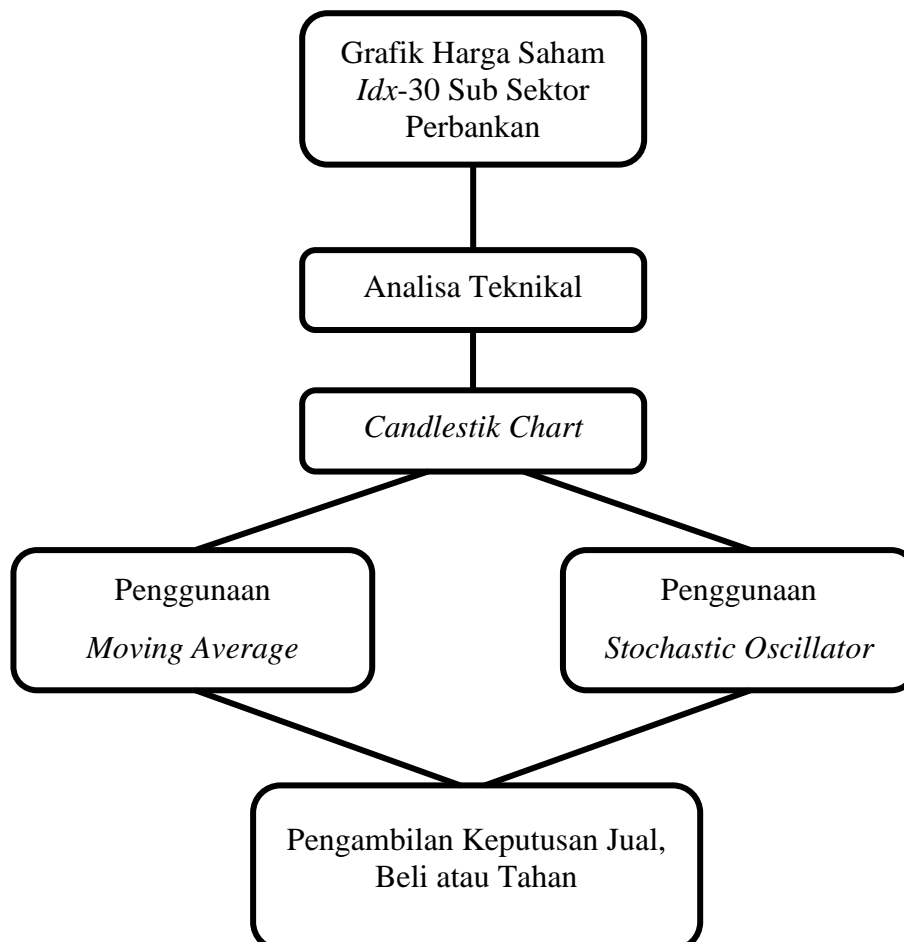 Grafik Harga Saham
Idx-30 Sub Sektor
Perbankan
Analisa Teknikal
Candlestik Chart
Penggunaan
Moving Average
Penggunaan
Stochastic Oscillator
Pengambilan Keputusan Jual,
Beli atau Tahan